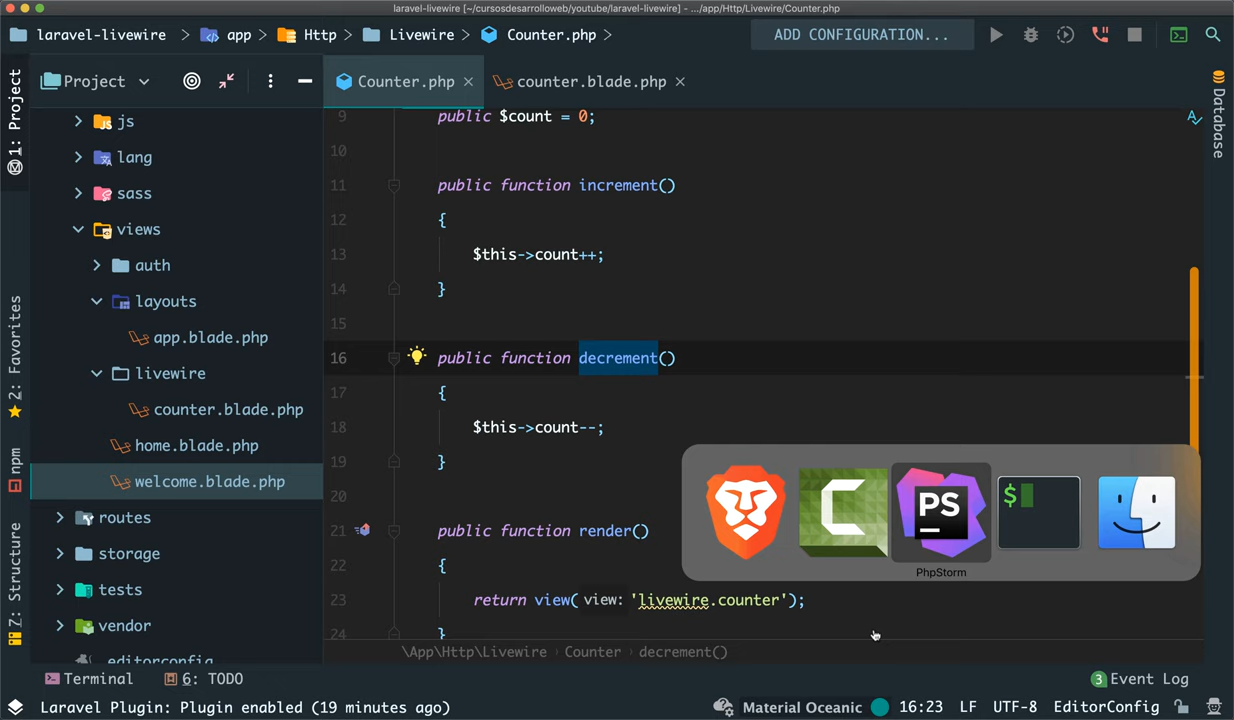 laravel-livewire [~/cursosdesarrolloweb/youtube/laravel-livewire] - .../app/Http/Livewire/Counter.php
laravel-livewire > app > Http > Livewire > Counter.php > ADD CONFIGURATION...
1: Project
2: Favorites
npm
7: Structure
Project
js
lang
sass
views
auth
layouts
app.blade.php
livewire
counter.blade.php
home.blade.php
welcome.blade.php
routes
storage
tests
vendor
.editorconfig
Counter.php × counter.blade.php ×
9 public $count = 0;
10
11 public function increment()
12 {
13 $this->count++;
14 }
15
16 public function decrement()
17 {
18 $this->count--;
19 }
20
21 public function render()
22 {
23 return view( view: 'livewire.counter');
24 }
\App\Http\Livewire › Counter › decrement()
PS
$
PhpStorm
Database
Terminal 6: TODO 3 Event Log
Laravel Plugin: Plugin enabled (19 minutes ago) Material Oceanic 16:23 LF UTF-8 EditorConfig